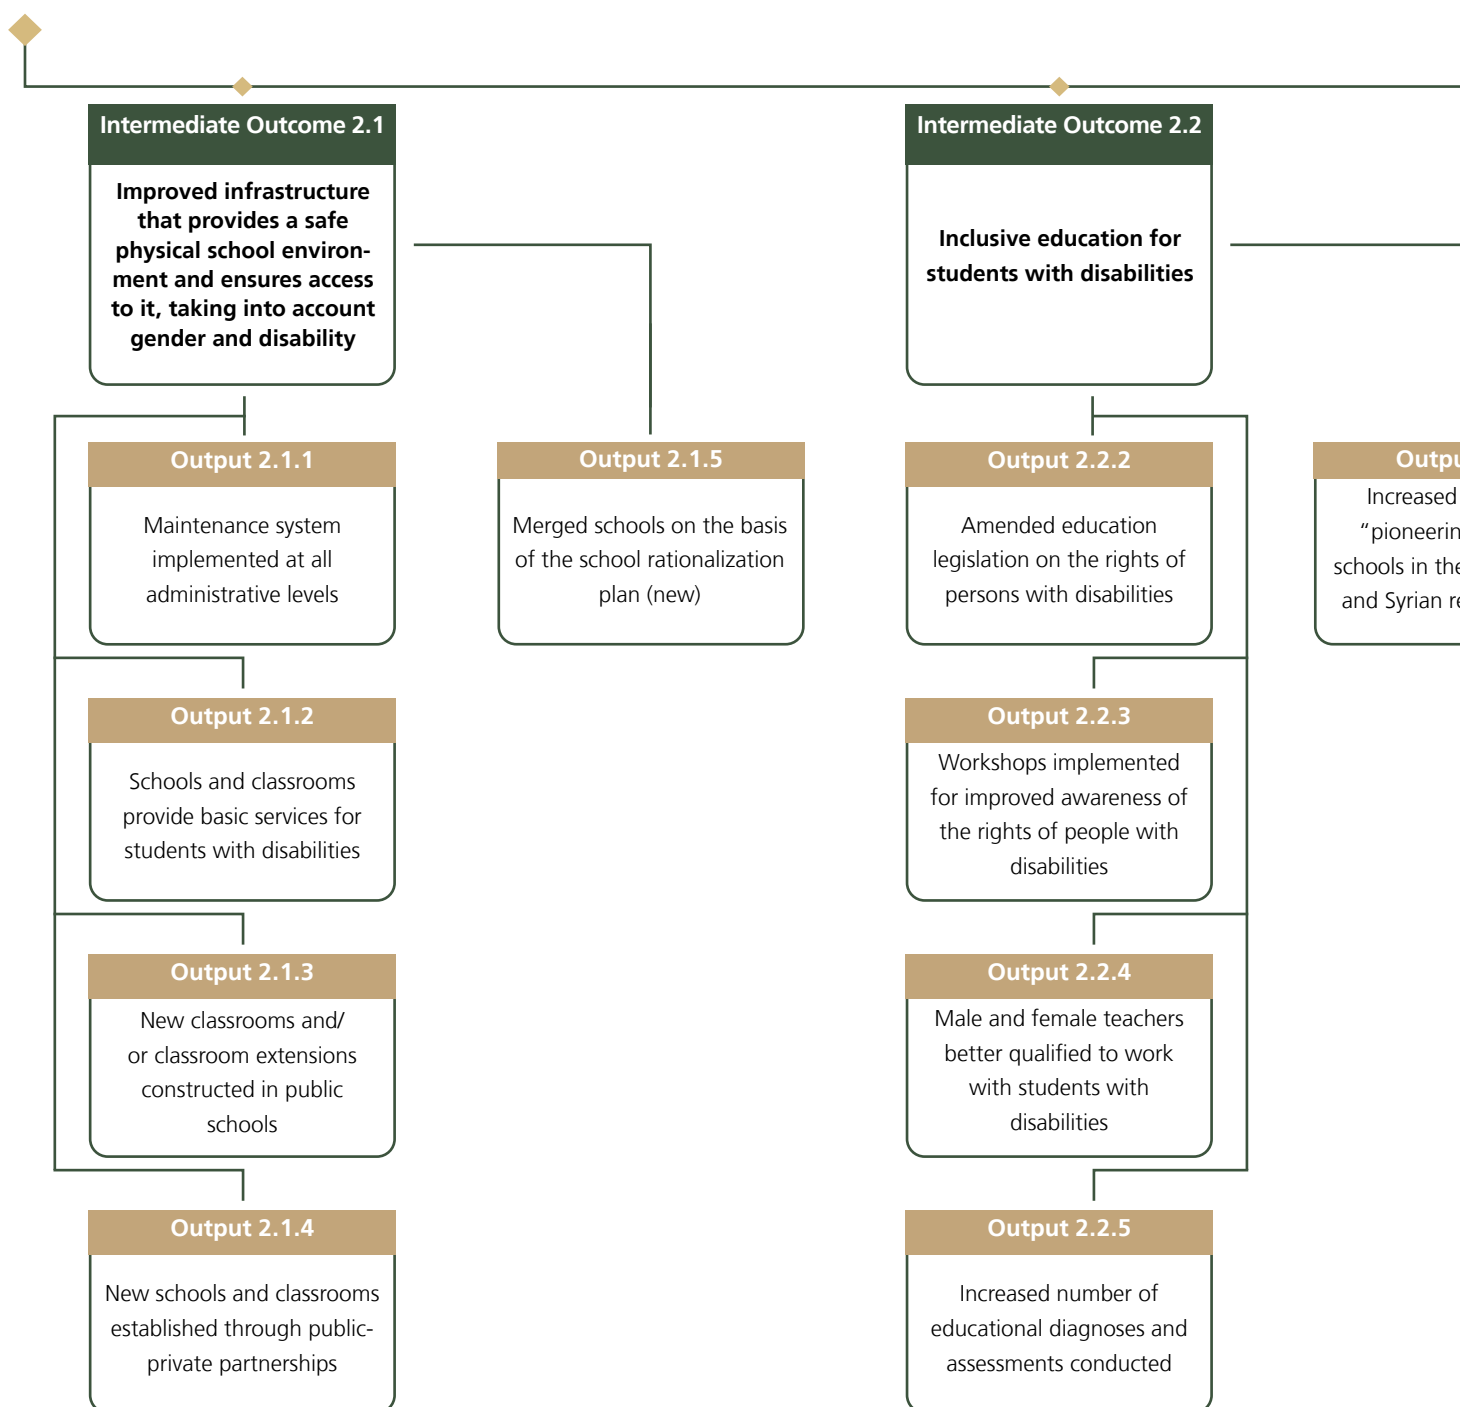 Intermediate Outcome 2.1
Improved infrastructure
that provides a safe
physical school environ-
ment and ensures access
to it, taking into account
gender and disability
Output 2.1.1
Maintenance system
implemented at all
administrative levels
Output 2.1.2
Schools and classrooms
provide basic services for
students with disabilities
Output 2.1.3
New classrooms and/
or classroom extensions
constructed in public
schools
Output 2.1.4
New schools and classrooms
established through public-
private partnerships
Output 2.1.5
Merged schools on the basis
of the school rationalization
plan (new)
Intermediate Outcome 2.2
Inclusive education for
students with disabilities
Output 2.2.2
Amended education
legislation on the rights of
persons with disabilities
Output 2.2.3
Workshops implemented
for improved awareness of
the rights of people with
disabilities
Output 2.2.4
Male and female teachers
better qualified to work
with students with
disabilities
Output 2.2.5
Increased number of
educational diagnoses and
assessments conducted
Increased
schools in
and Syrian